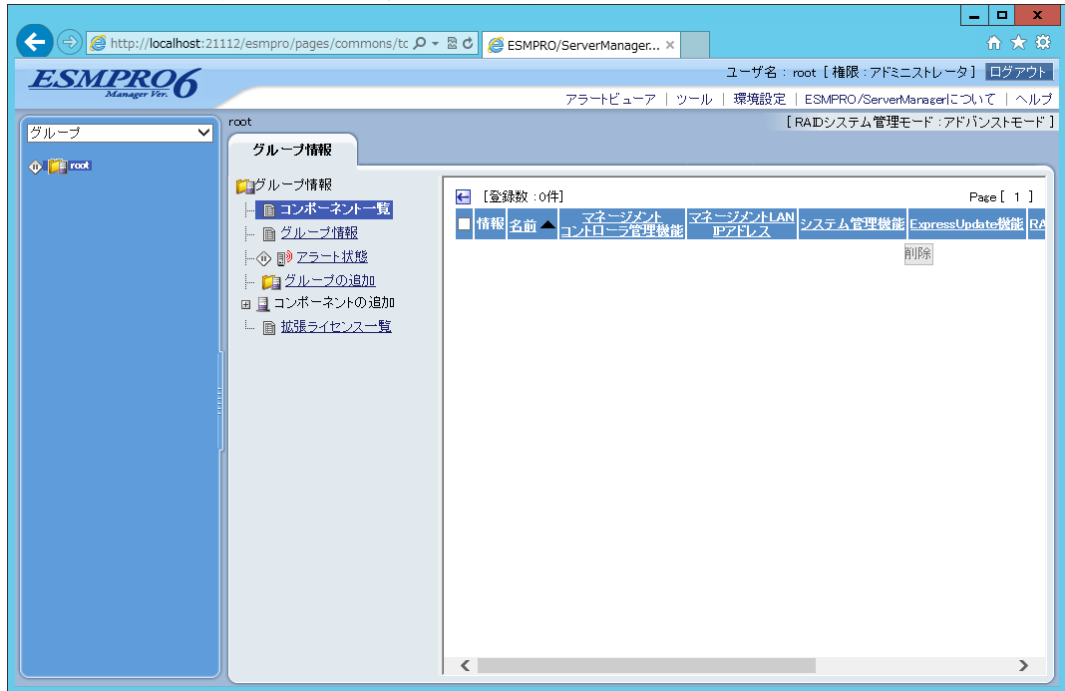 http://localhost:21112/esmpro/pages/commons/tc
ESMPRO/ServerManager... ×
ESMPRO6
Manager Ver.
ユーザ名 : root [ 権限 : アドミニストレータ ] ログアウト
アラートビューア | ツール | 環境設定 | ESMPRO/ServerManagerについて | ヘルプ
グループ
root
root
[ RAIDシステム管理モード : アドバンストモード ]
グループ情報
グループ情報
コンポーネント一覧
グループ情報
アラート状態
グループの追加
コンポーネントの追加
拡張ライセンス一覧
[登録数 : 0件]
Page [ 1 ]
情報
名前▲
マネージメント
コントローラ管理機能
マネージメントLAN
IPアドレス
システム管理機能
ExpressUpdate機能
RA
削除